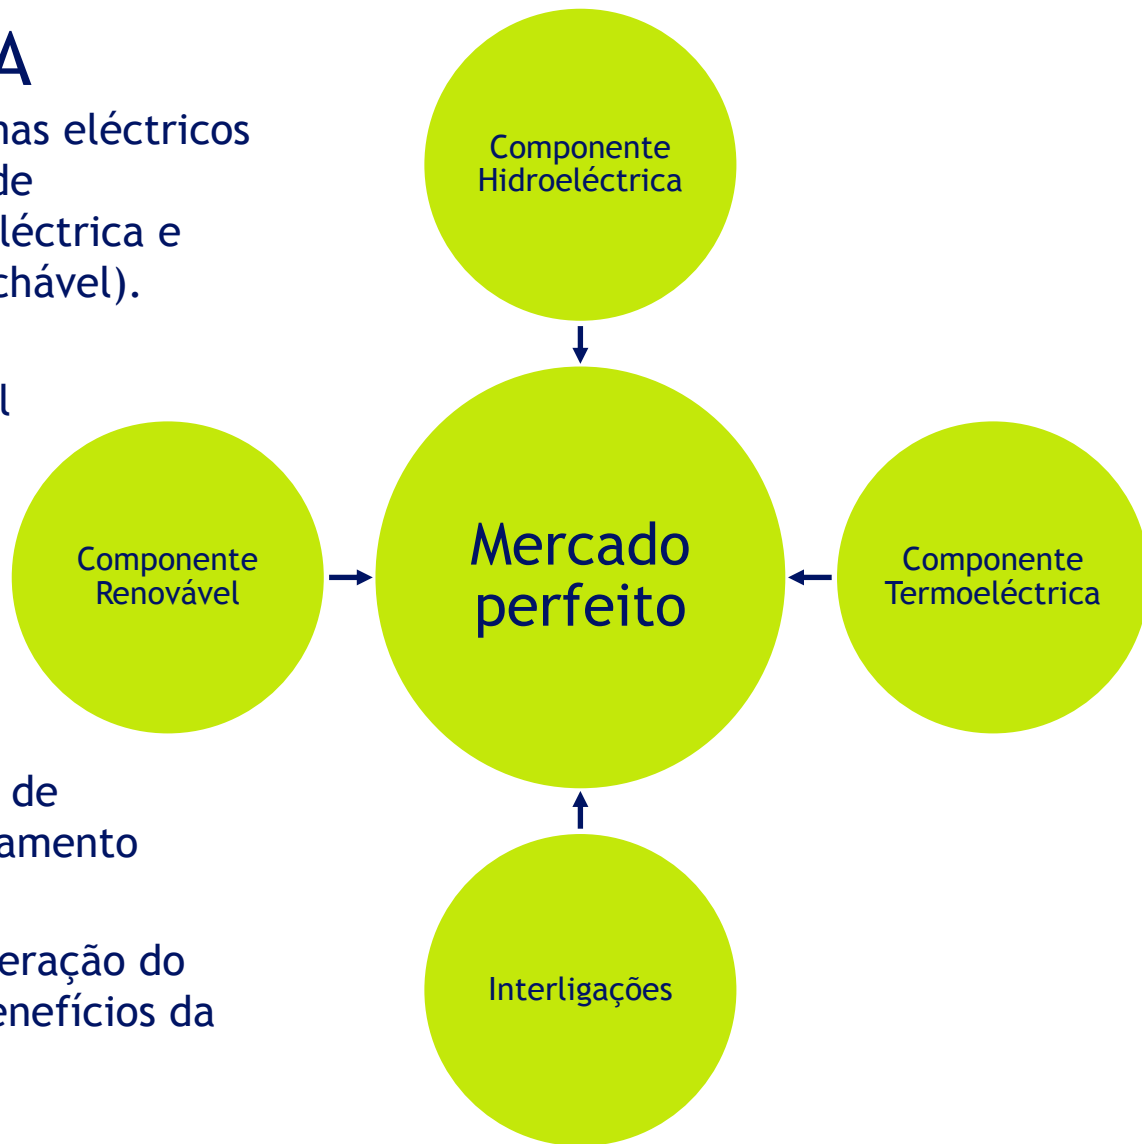 A
nas eléctricos
de
léctrica e
chável).
l
de
amento
eração do
enefícios da
Componente
Hidroeléctrica
Componente
Renovável
Mercado
perfeito
Componente
Termoeléctrica
Interligações